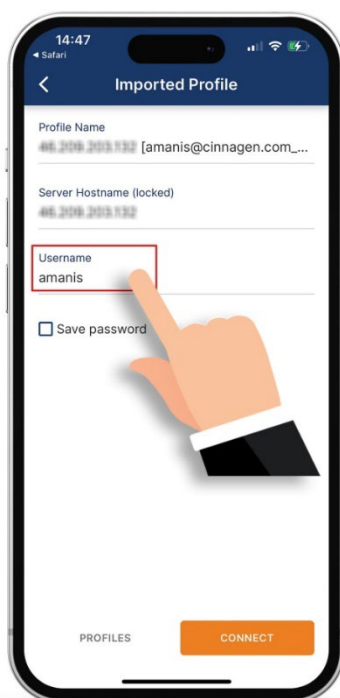 14:47
Safari
Imported Profile
Profile Name
[amanis@cinnagen.com_...
Server Hostname (locked)
Username
amanis
Save password
PROFILES
CONNECT